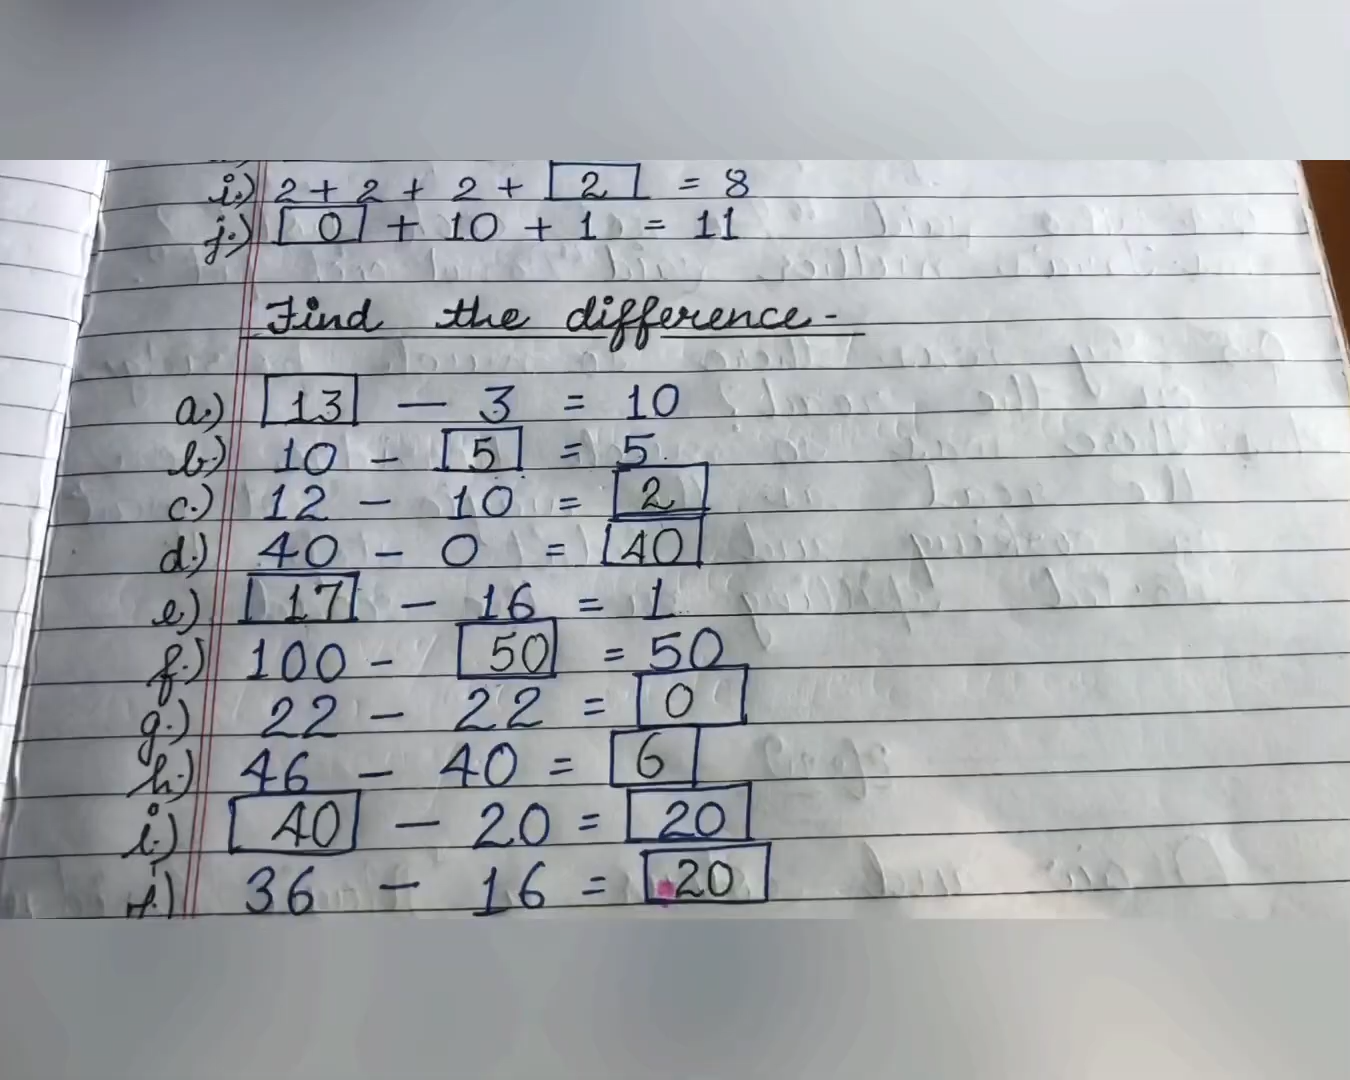 i.) 2 + 2 + 2 + 2 = 8
j.) 0 + 10 + 1 = 11
Find the difference-
a.) 13 - 3 = 10
b.) 10 - 5 = 5
c.) 12 - 10 = 2
d.) 40 - 0 = 40
e.) 17 - 16 = 1
f.) 100 - 50 = 50
g.) 22 - 22 = 0
h.) 46 - 40 = 6
i.) 40 - 20 = 20
j.) 36 - 16 = 20